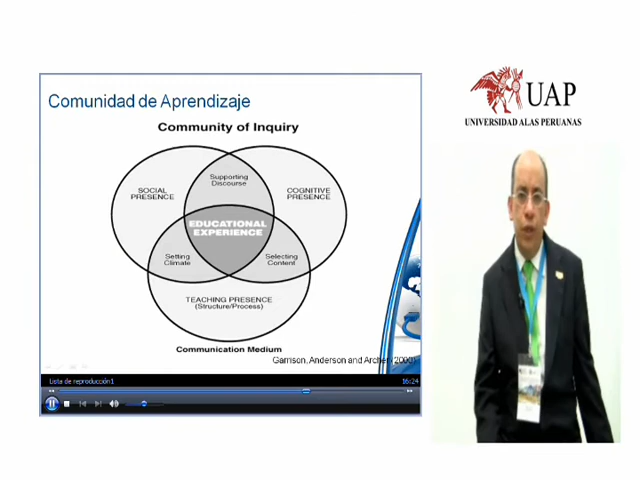 Comunidad de Aprendizaje
Community of Inquiry
Supporting
Discourse
SOCIAL
PRESENCE
COGNITIVE
PRESENCE
EDUCATIONAL
EXPERIENCE
Setting
Climate
Selecting
Content
TEACHING PRESENCE
(Structure/Process)
Communication Medium
Garrison, Anderson and Archer (2000)
Lista de reproducción1
16:24
UAP
UNIVERSIDAD ALAS PERUANAS